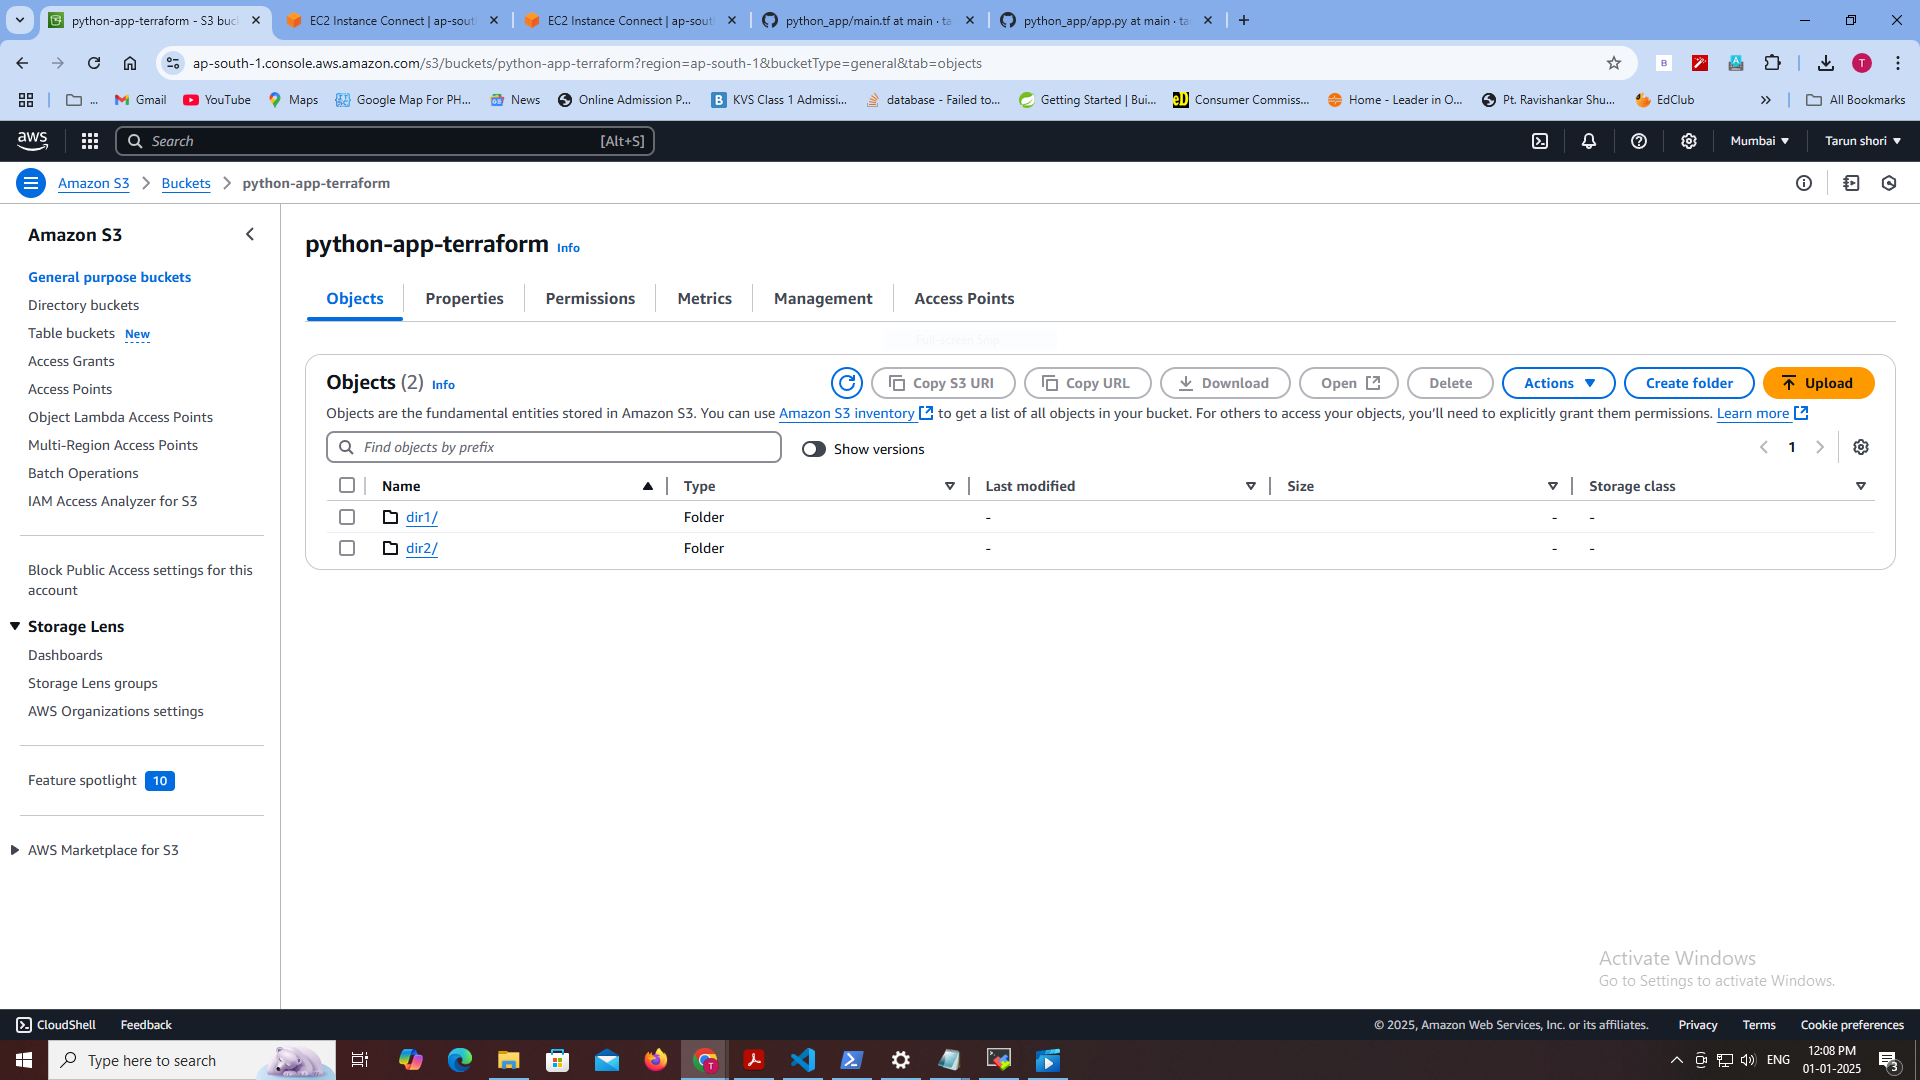 python-app-terraform - S3 buc
EC2 Instance Connect | ap-sout
EC2 Instance Connect | ap-sout
python_app/main.tf at main · ta
python_app/app.py at main · ta
ap-south-1.console.aws.amazon.com/s3/buckets/python-app-terraform?region=ap-south-1&bucketType=general&tab=objects
B
T
...
Gmail
YouTube
Maps
Google Map For PH...
News
Online Admission P...
B KVS Class 1 Admissi...
database - Failed to...
Getting Started | Bui...
Consumer Commiss...
Home - Leader in O...
Pt. Ravishankar Shu...
EdClub
All Bookmarks
aws
Search
[Alt+S]
Mumbai
Tarun shori
Amazon S3
Buckets
python-app-terraform
Amazon S3
General purpose buckets
Directory buckets
Table buckets New
Access Grants
Access Points
Object Lambda Access Points
Multi-Region Access Points
Batch Operations
IAM Access Analyzer for S3
Block Public Access settings for this
account
Storage Lens
Dashboards
Storage Lens groups
AWS Organizations settings
Feature spotlight 10
AWS Marketplace for S3
python-app-terraform Info
Objects
Properties
Permissions
Metrics
Management
Access Points
Full-screen Snip
Objects (2) Info
Copy S3 URI
Copy URL
Download
Open
Delete
Actions
Create folder
Upload
Objects are the fundamental entities stored in Amazon S3. You can use Amazon S3 inventory to get a list of all objects in your bucket. For others to access your objects, you’ll need to explicitly grant them permissions. Learn more
Find objects by prefix
Show versions
1
Name Type Last modified Size Storage class
dir1/ Folder - - -
dir2/ Folder - - -
Activate Windows
Go to Settings to activate Windows.
CloudShell
Feedback
© 2025, Amazon Web Services, Inc. or its affiliates.
Privacy
Terms
Cookie preferences
Type here to search
T
ENG
12:08 PM
01-01-2025
3